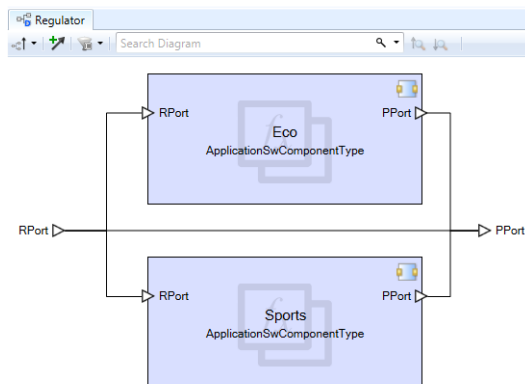 Regulator
Search Diagram
RPort
PPort
Eco
ApplicationSwComponentType
RPort
PPort
RPort
PPort
Sports
ApplicationSwComponentType